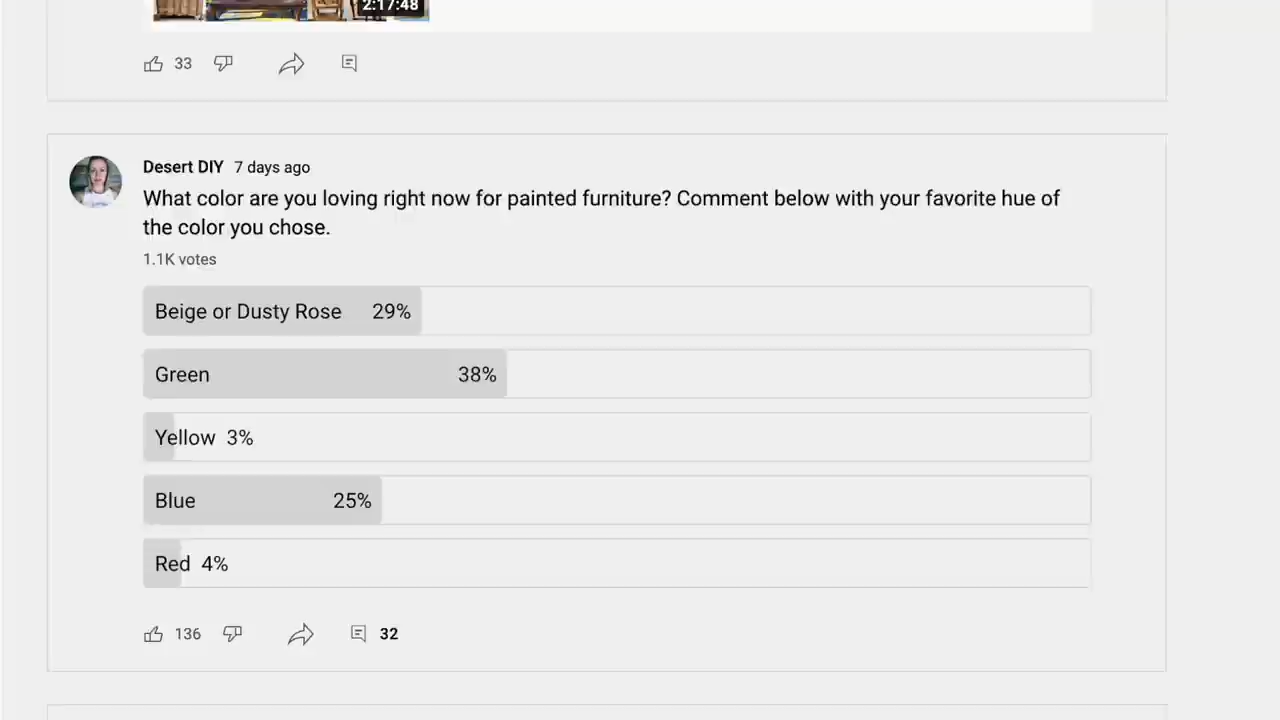 2:17:48
33
Desert DIY 7 days ago
What color are you loving right now for painted furniture? Comment below with your favorite hue of
the color you chose.
1.1K votes
Beige or Dusty Rose 29%
Green 38%
Yellow 3%
Blue 25%
Red 4%
136 32